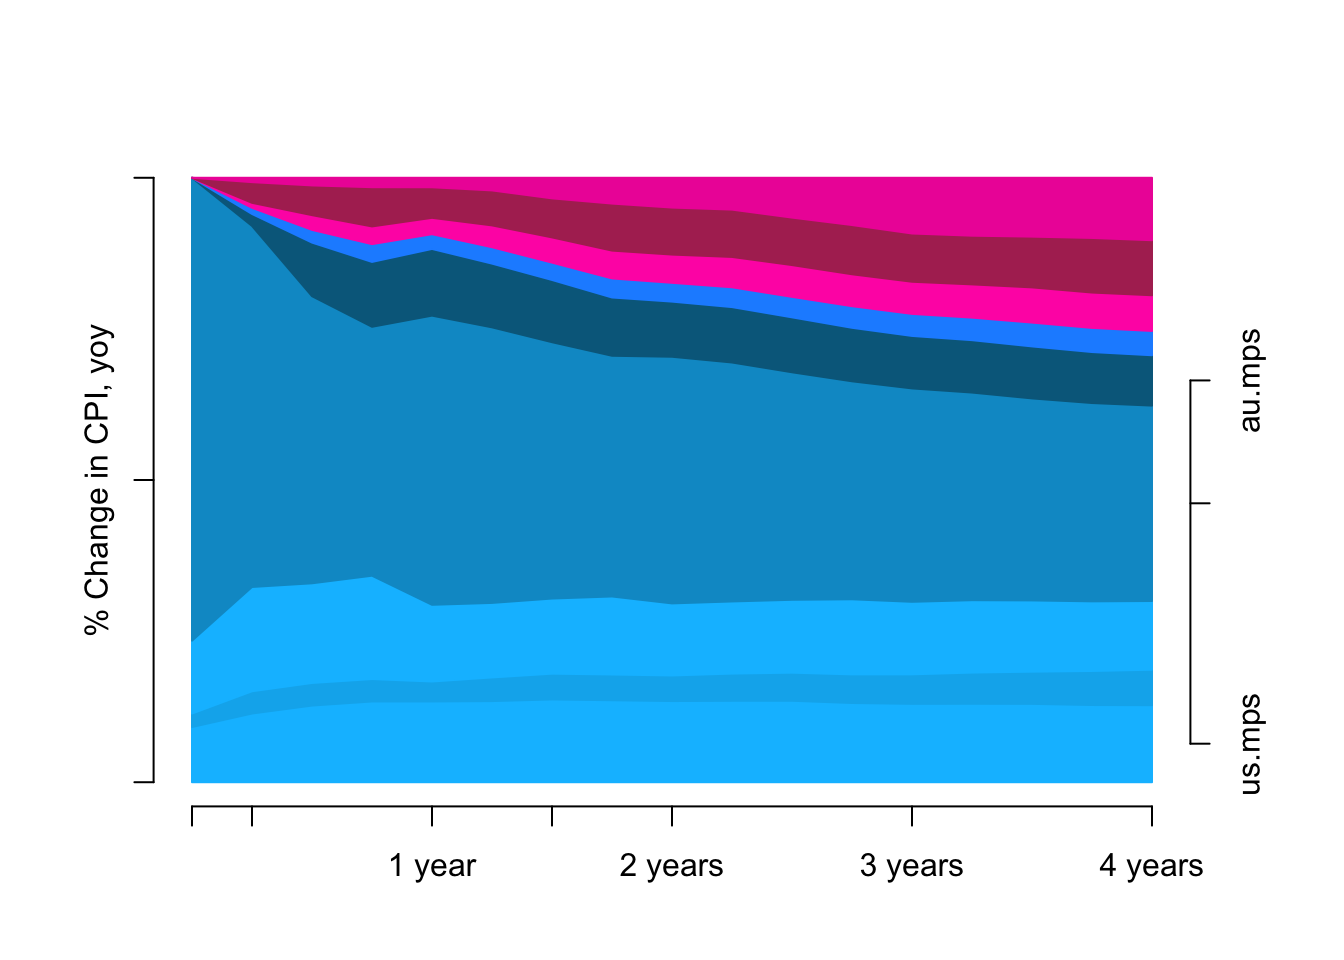 % Change in CPI, yoy
au.mps
us.mps
1 year
2 years
3 years
4 years